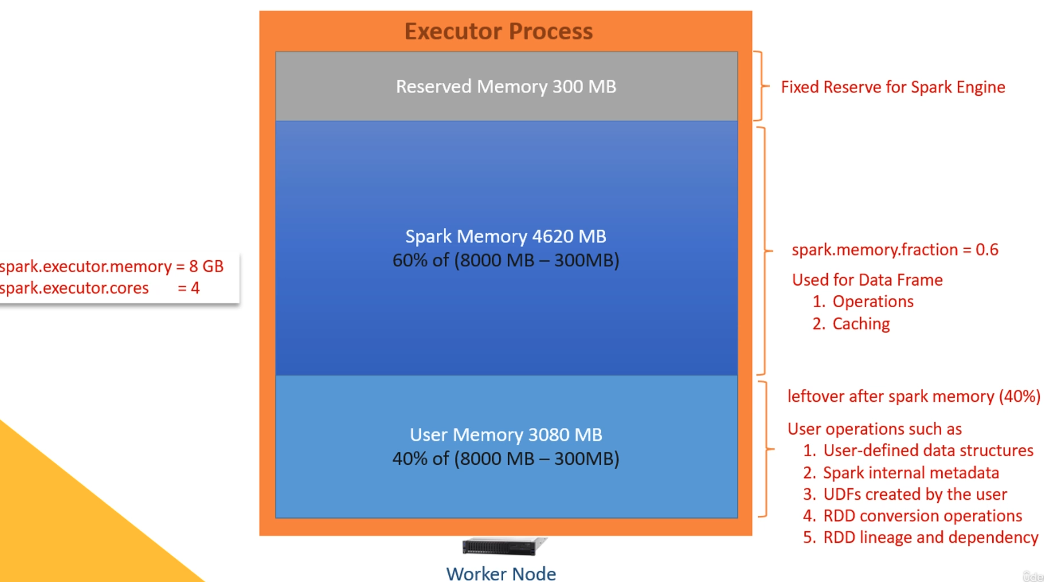 Executor Process
Reserved Memory 300 MB
Fixed Reserve for Spark Engine
Spark Memory 4620 MB
60% of (8000 MB – 300MB)
spark.executor.memory = 8 GB
spark.executor.cores = 4
spark.memory.fraction = 0.6
Used for Data Frame
1. Operations
2. Caching
User Memory 3080 MB
40% of (8000 MB – 300MB)
leftover after spark memory (40%)
User operations such as
1. User-defined data structures
2. Spark internal metadata
3. UDFs created by the user
4. RDD conversion operations
5. RDD lineage and dependency
Worker Node